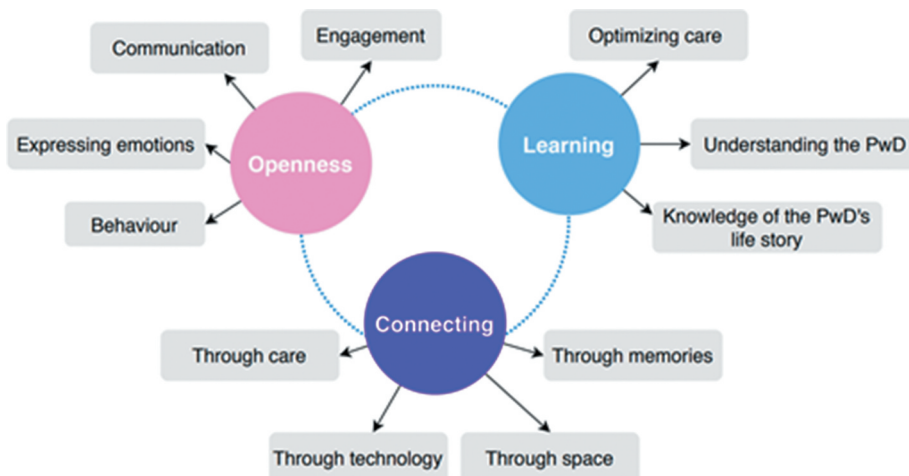 Engagement
Communication
Expressing emotions
Behaviour
Openness
Optimizing care
Learning
Understanding the PwD
Knowledge of the PwD's
life story
Connecting
Through care
Through memories
Through technology
Through space